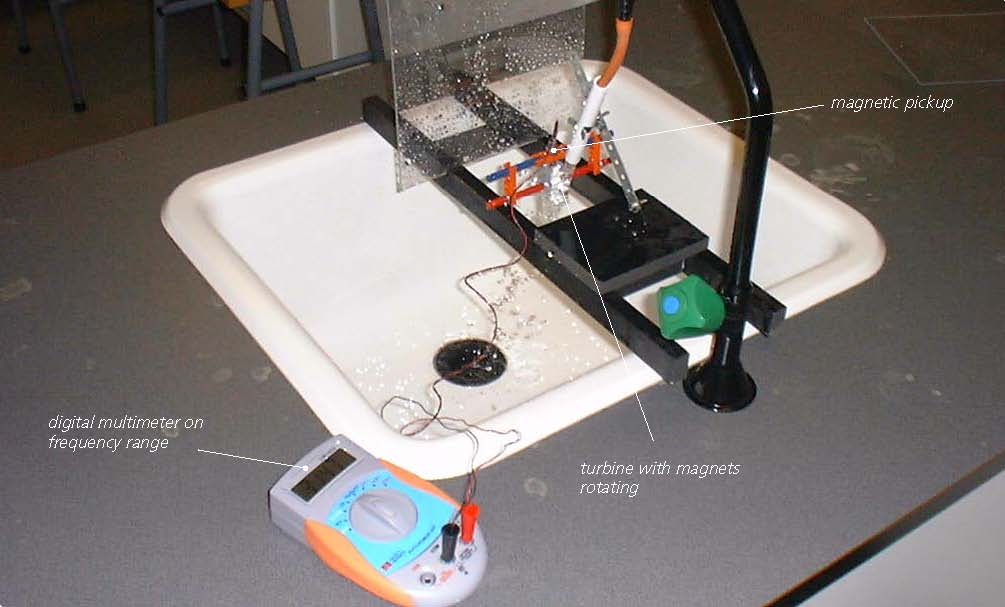 magnetic pickup
digital multimeter on
frequency range
turbine with magnets
rotating